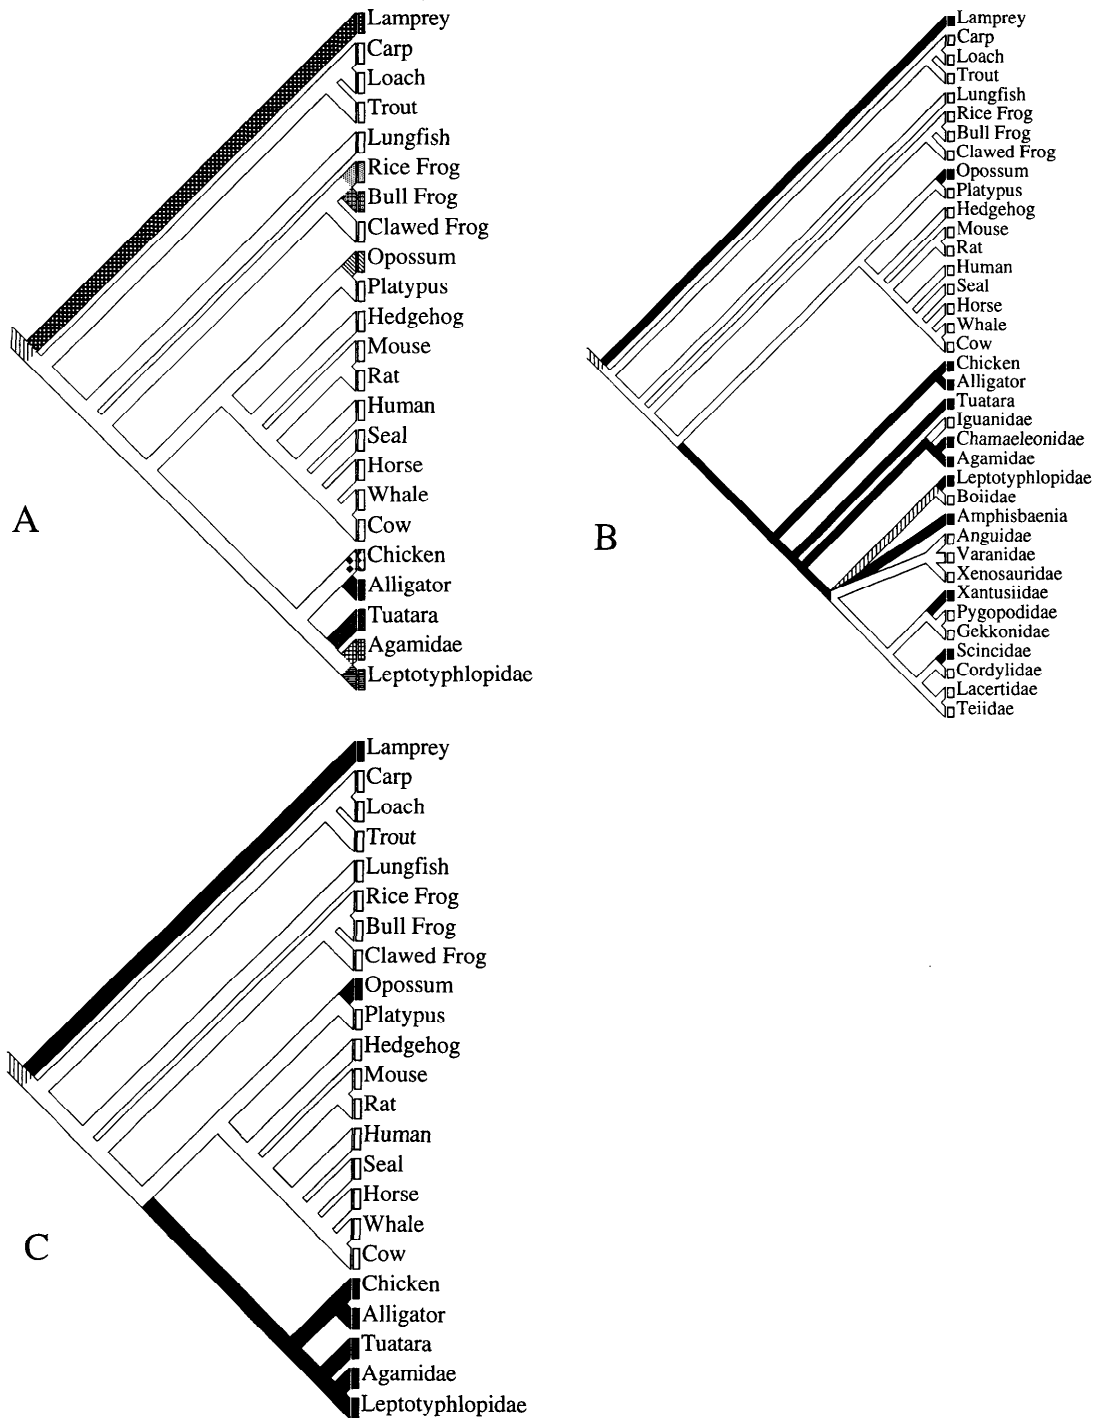 Lamprey
Carp
Loach
Trout
Lungfish
Rice Frog
Bull Frog
Clawed Frog
Opossum
Platypus
Hedgehog
Mouse
Rat
Human
Seal
Horse
Whale
Cow
Chicken
Alligator
Tuatara
Agamidae
Leptotyphlopidae
A
Lamprey
Carp
Loach
Trout
Lungfish
Rice Frog
Bull Frog
Clawed Frog
Opossum
Platypus
Hedgehog
Mouse
Rat
Human
Seal
Horse
Whale
Cow
Chicken
Alligator
Tuatara
Iguanidae
Chamaeleonidae
Agamidae
Leptotyphlopidae
Boiidae
Amphisbaenia
Anguidae
Varanidae
Xenosauridae
Xantusiidae
Pygopodidae
Gekkonidae
Scincidae
Cordylidae
Lacertidae
Teiidae
B
Lamprey
Carp
Loach
Trout
Lungfish
Rice Frog
Bull Frog
Clawed Frog
Opossum
Platypus
Hedgehog
Mouse
Rat
Human
Seal
Horse
Whale
Cow
Chicken
Alligator
Tuatara
Agamidae
Leptotyphlopidae
C